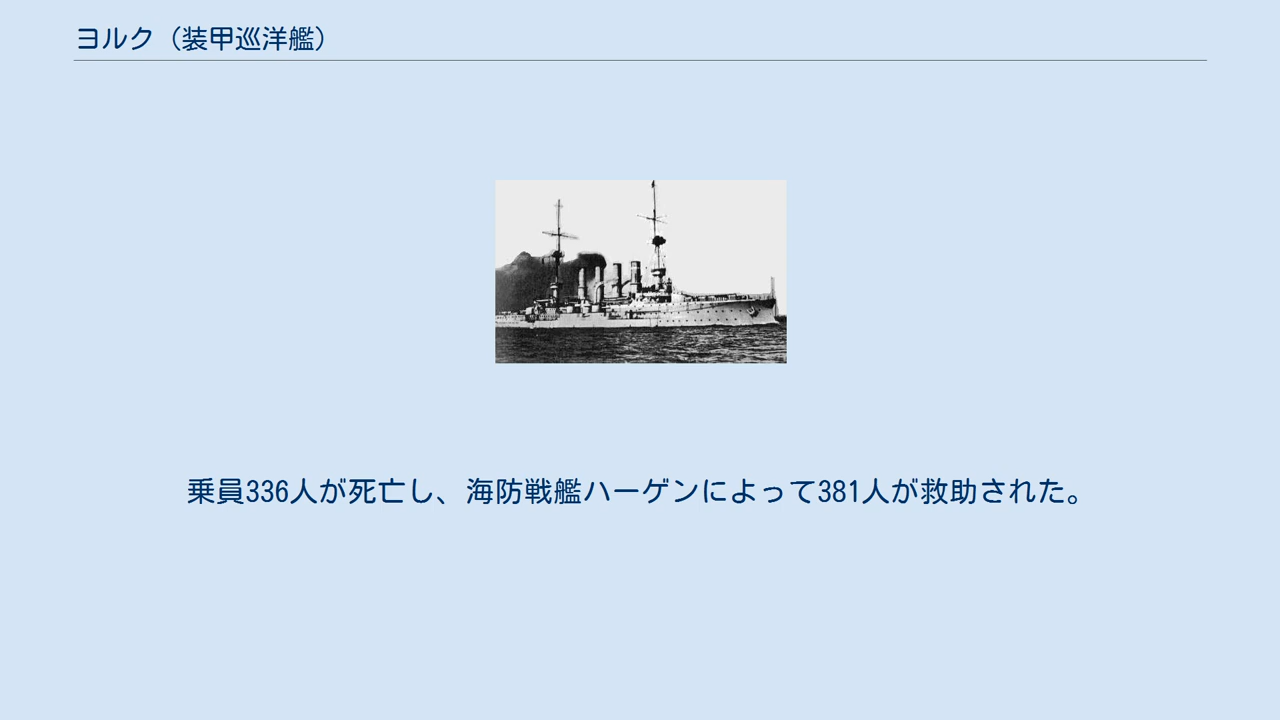 ヨルク（装甲巡洋艦）
乗員336人が死亡し、海防戦艦ハーゲンによって381人が救助された。